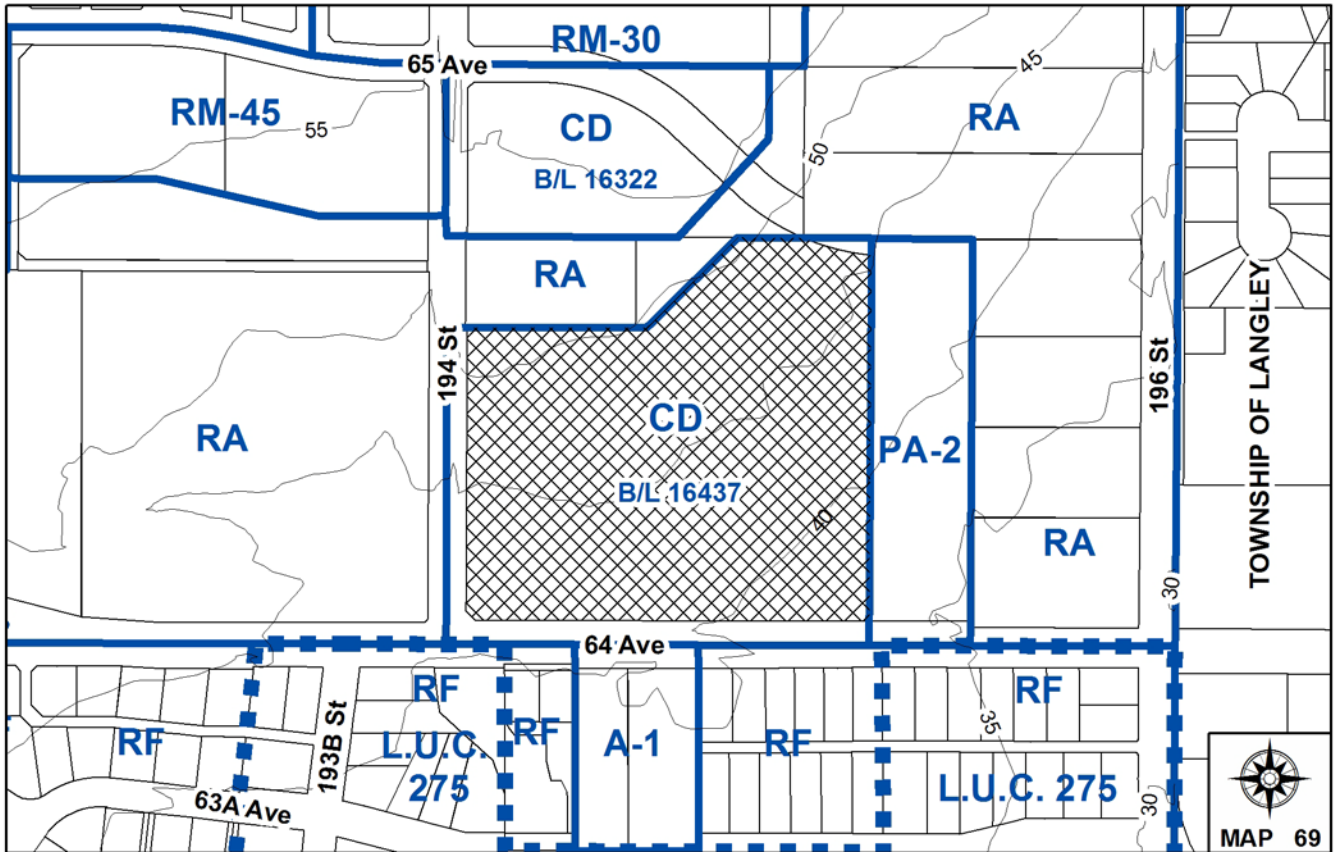 RM-30
65 Ave
45
RM-45
55
CD
RA
50
B/L 16322
RA
194 St
196 St
TOWNSHIP OF LANGLEY
RA
CD
PA-2
B/L 16437
40
RA
30
64 Ave
RF
RF
193B St
RF
L.U.C.
275
RF
A-1
RF
35
L.U.C. 275
30
63A Ave
MAP 69